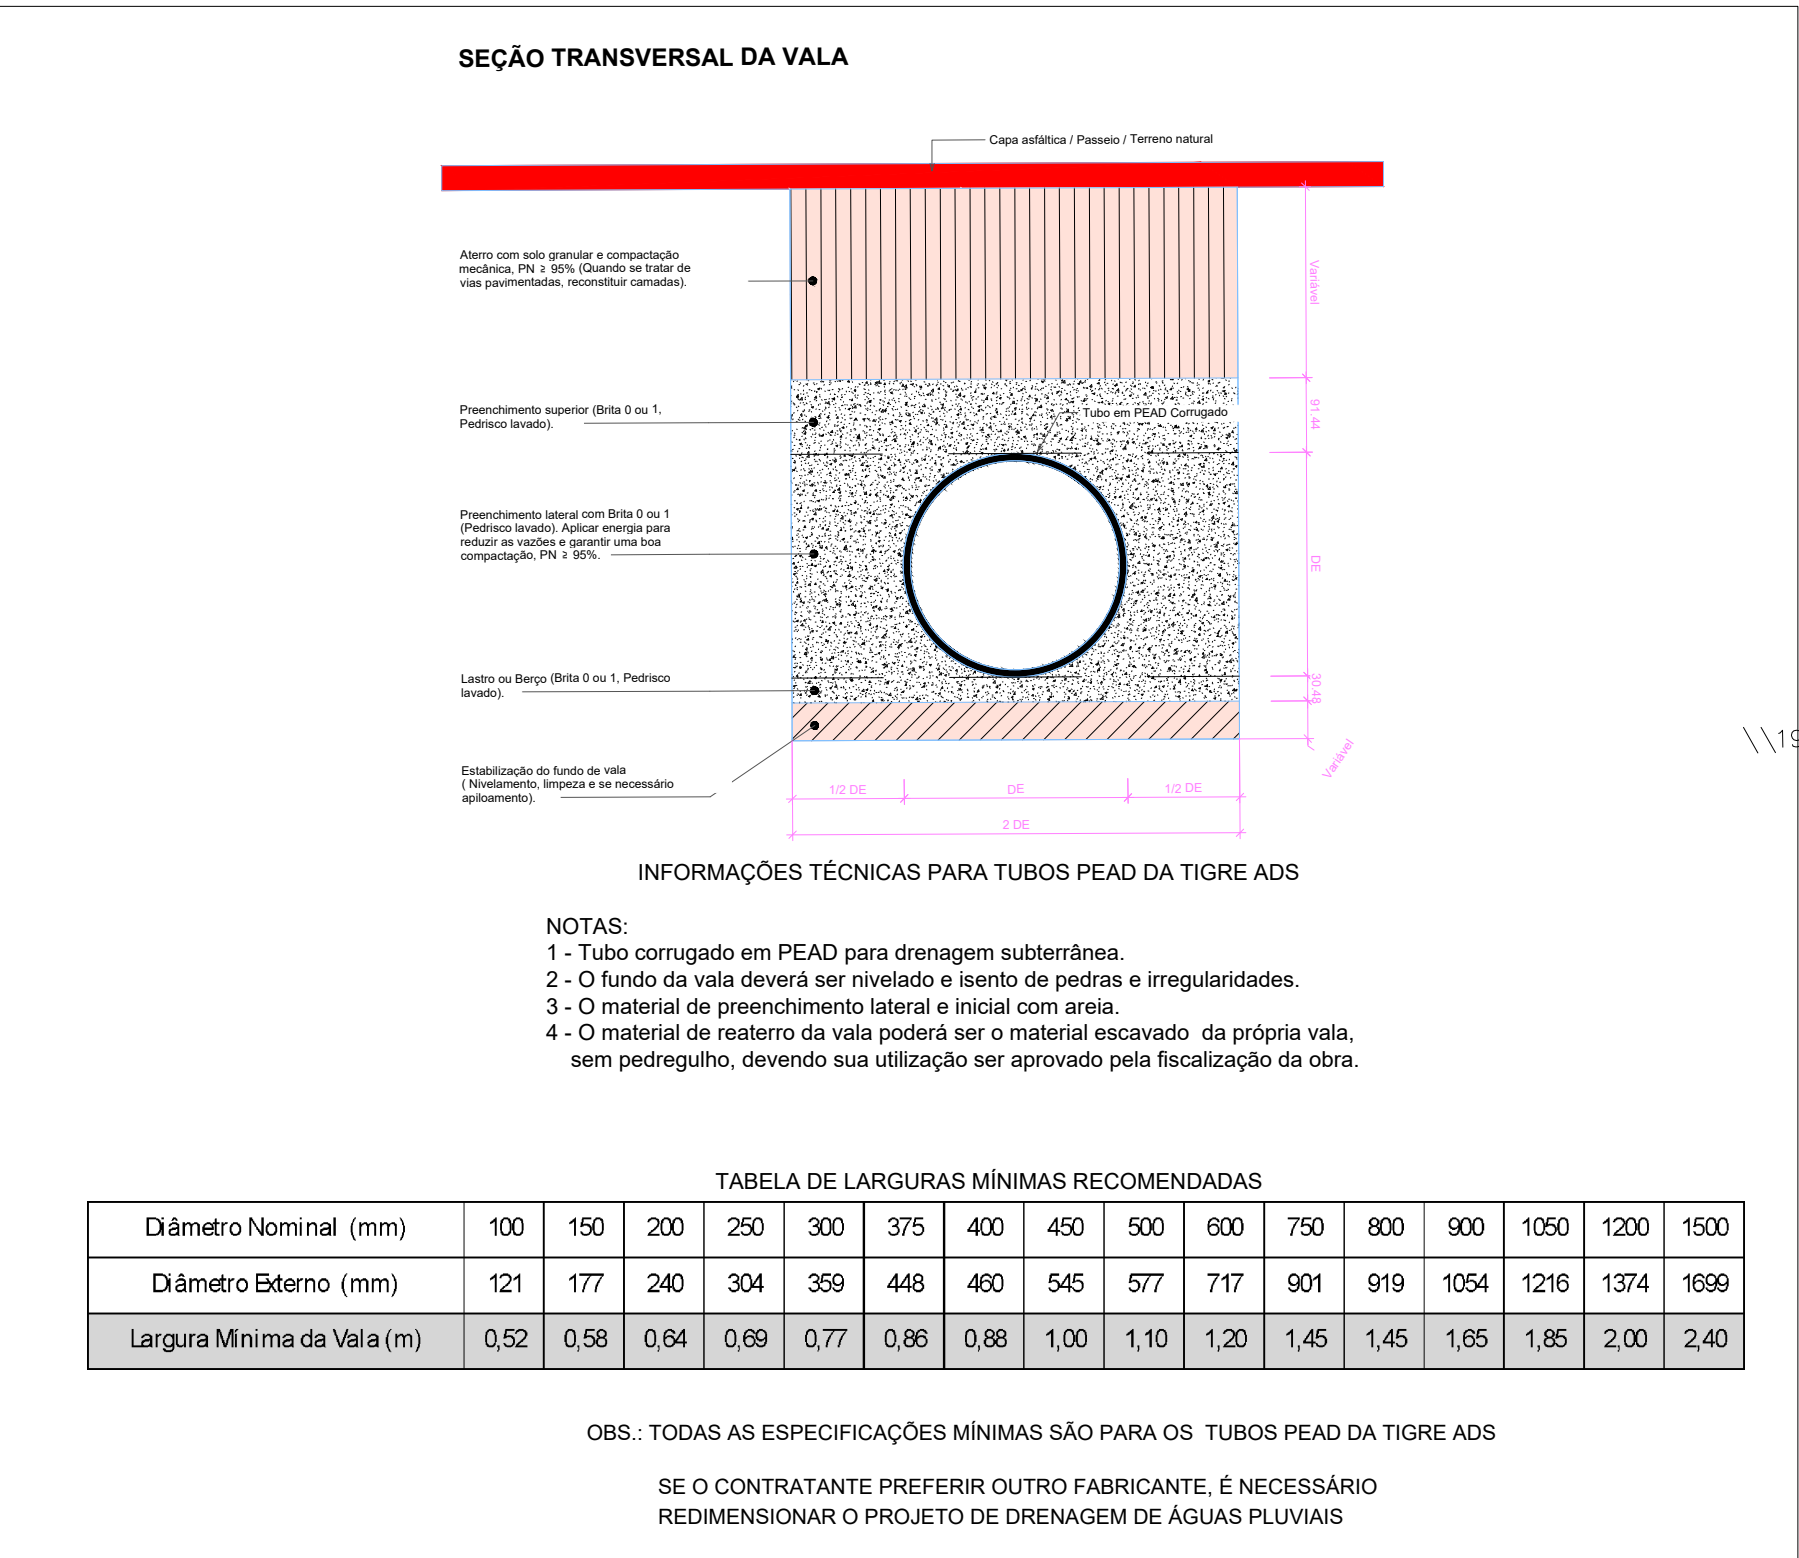 SEÇÃO TRANSVERSAL DA VALA
Capa asfáltica / Passeio / Terreno natural
Aterro com solo granular e compactação
mecânica, PN ≥ 95% (Quando se tratar de
vias pavimentadas, reconstituir camadas).
Variável
Preenchimento superior (Brita 0 ou 1,
Pedrisco lavado).
Tubo em PEAD Corrugado
91.44
Preenchimento lateral com Brita 0 ou 1
(Pedrisco lavado). Aplicar energia para
reduzir as vazões e garantir uma boa
compactação, PN ≥ 95%.
DE
Lastro ou Berço (Brita 0 ou 1, Pedrisco
lavado).
30.48
\\19
Variável
Estabilização do fundo de vala
( Nivelamento, limpeza e se necessário
apiloamento).
1/2 DE DE 1/2 DE
2 DE
INFORMAÇÕES TÉCNICAS PARA TUBOS PEAD DA TIGRE ADS
NOTAS:
1 - Tubo corrugado em PEAD para drenagem subterrânea.
2 - O fundo da vala deverá ser nivelado e isento de pedras e irregularidades.
3 - O material de preenchimento lateral e inicial com areia.
4 - O material de reaterro da vala poderá ser o material escavado da própria vala,
sem pedregulho, devendo sua utilização ser aprovado pela fiscalização da obra.
TABELA DE LARGURAS MÍNIMAS RECOMENDADAS
Diâmetro Nominal (mm) 100 150 200 250 300 375 400 450 500 600 750 800 900 1050 1200 1500
Diâmetro Externo (mm) 121 177 240 304 359 448 460 545 577 717 901 919 1054 1216 1374 1699
Largura Mínima da Vala (m) 0,52 0,58 0,64 0,69 0,77 0,86 0,88 1,00 1,10 1,20 1,45 1,45 1,65 1,85 2,00 2,40
OBS.: TODAS AS ESPECIFICAÇÕES MÍNIMAS SÃO PARA OS TUBOS PEAD DA TIGRE ADS
SE O CONTRATANTE PREFERIR OUTRO FABRICANTE, É NECESSÁRIO
REDIMENSIONAR O PROJETO DE DRENAGEM DE ÁGUAS PLUVIAIS